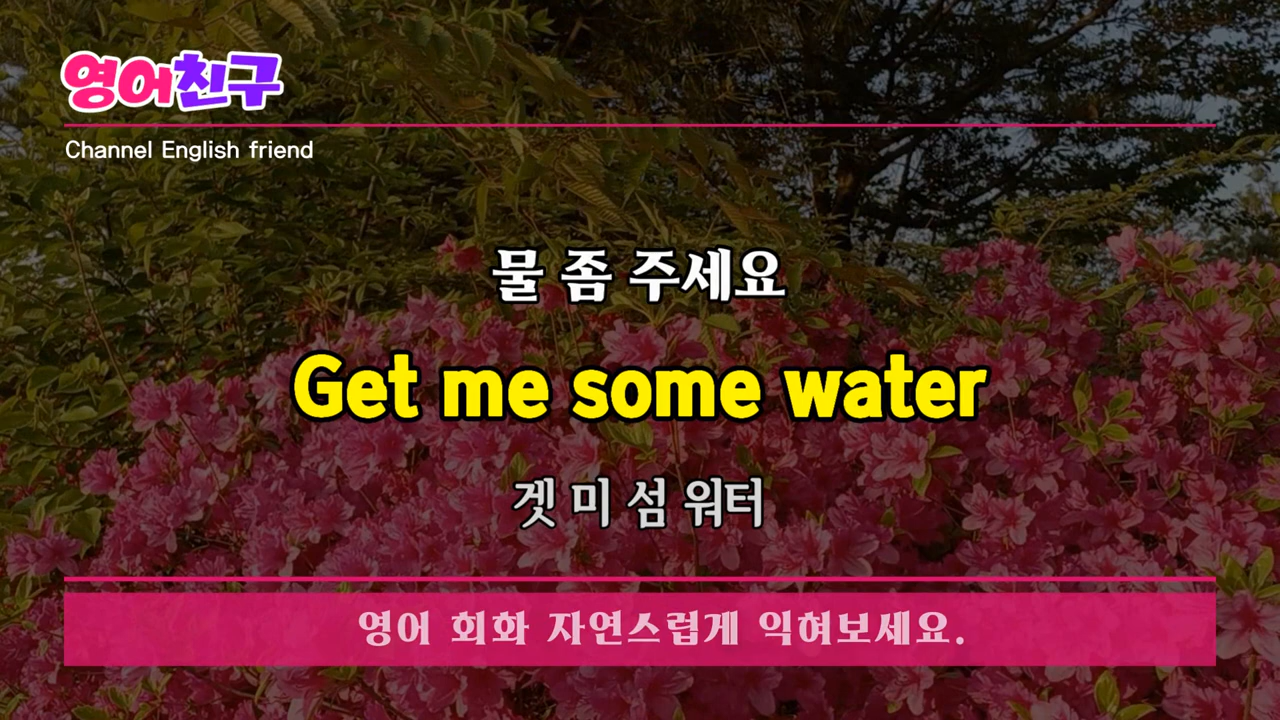 영어친구
Channel English friend
물 좀 주세요
Get me some water
겟 미 섬 워터
영어 회화 자연스럽게 익혀보세요.